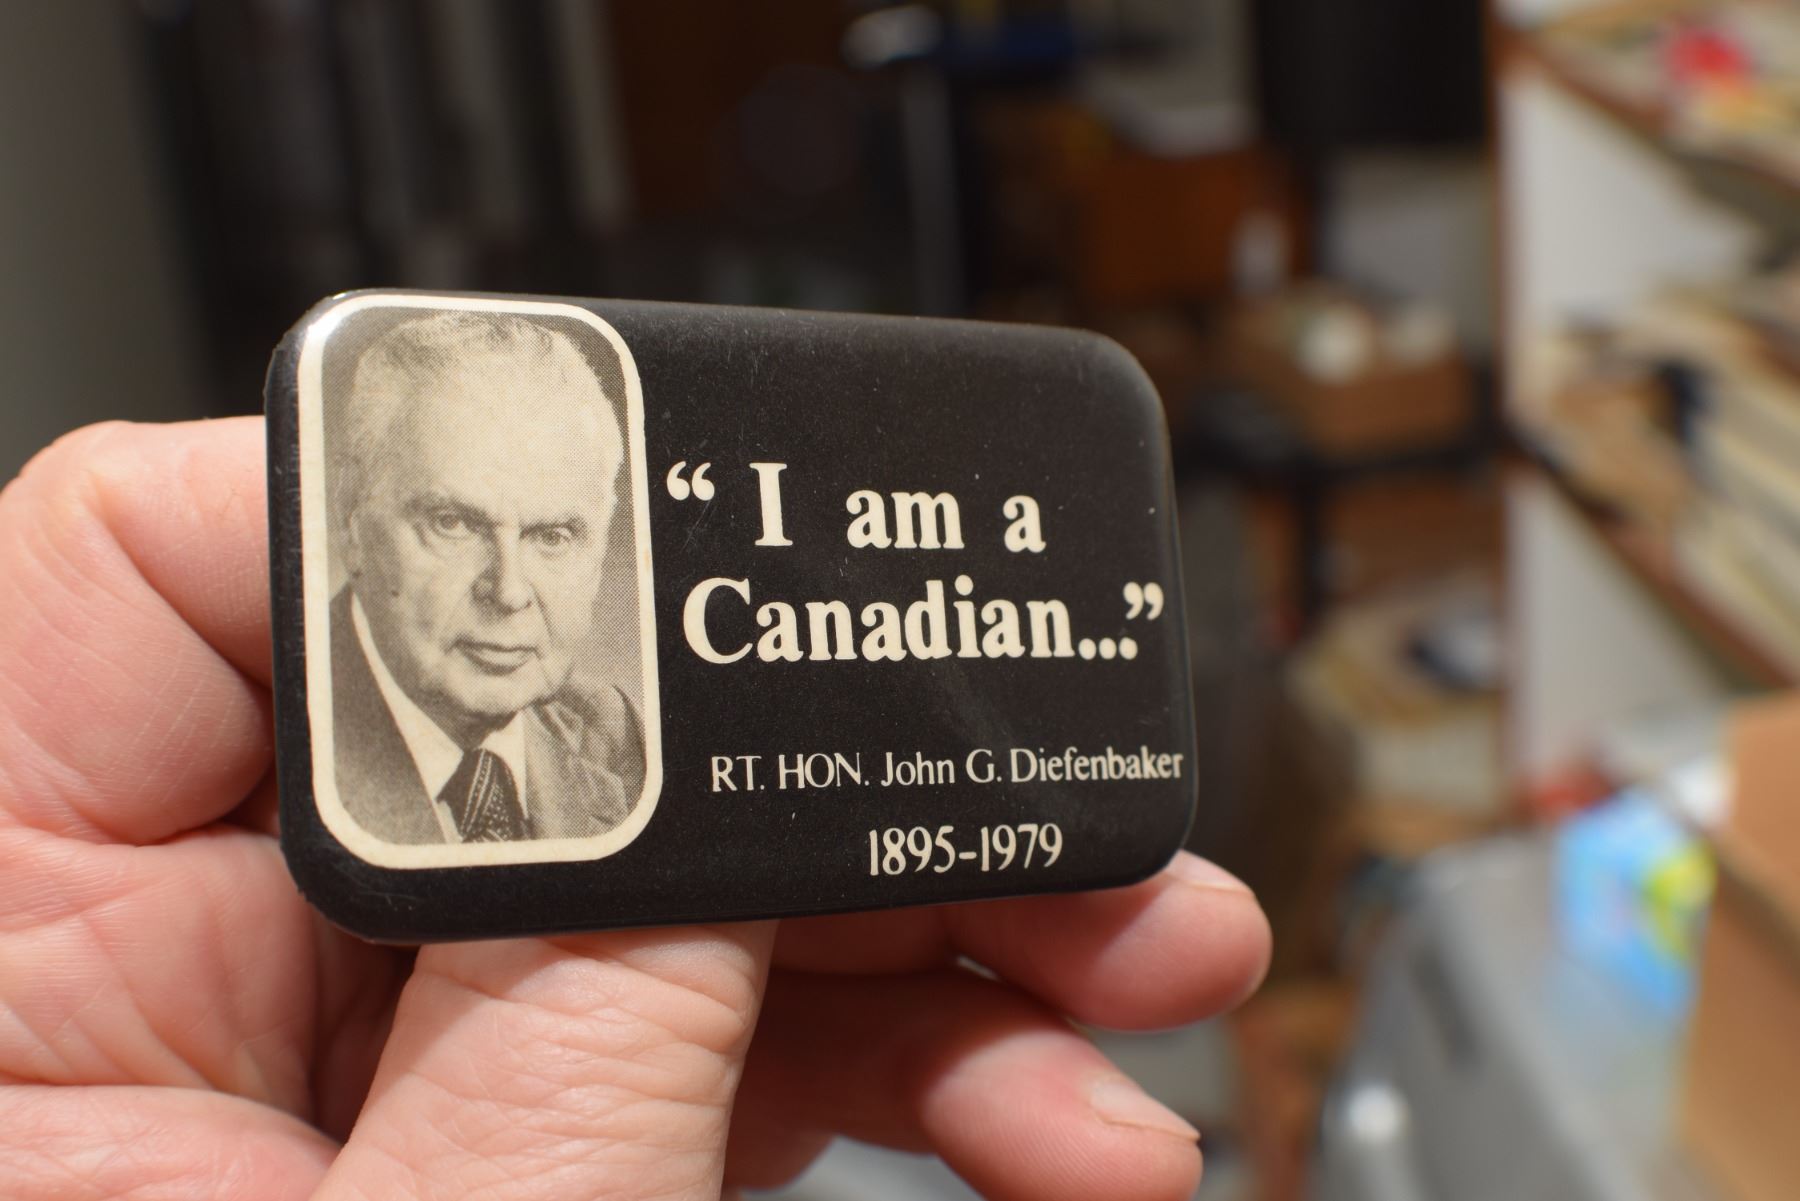 “ I am a
Canadian...”
RT. HON. John G. Diefenbaker
1895-1979